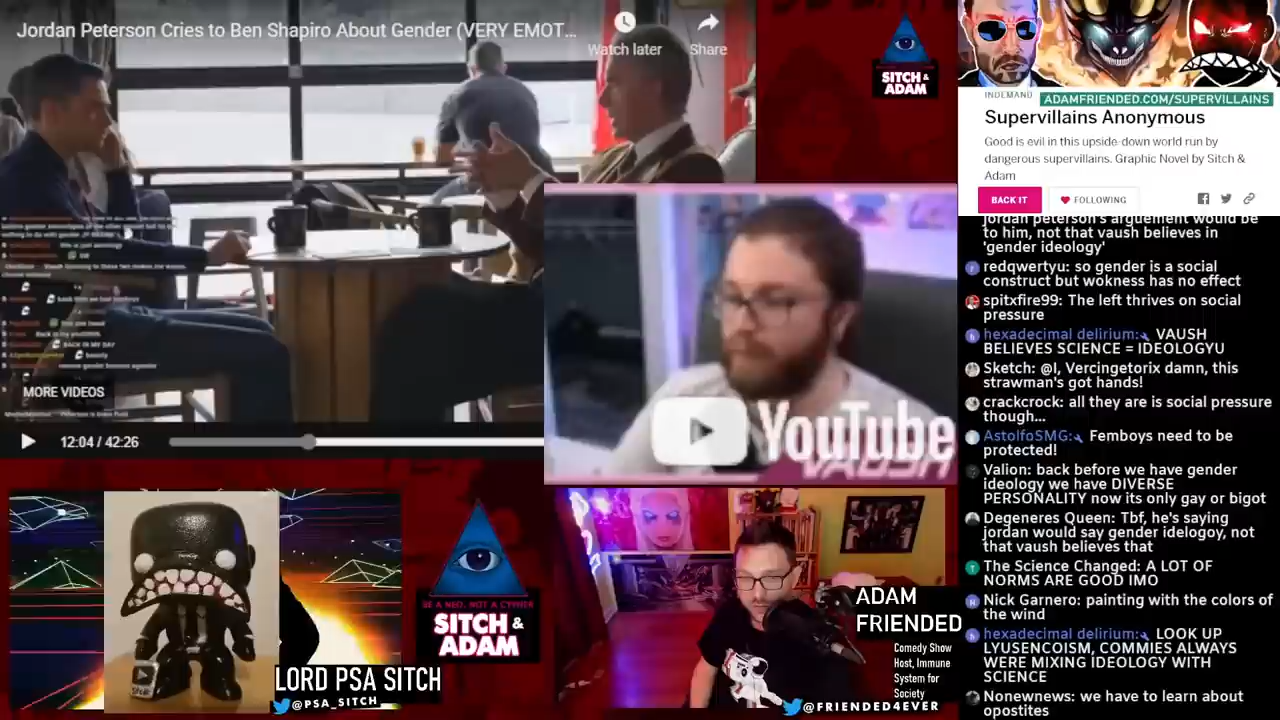 Jordan Peterson Cries to Ben Shapiro About Gender (VERY EMOT...
Watch later
Share
SITCH &
ADAM
MORE VIDEOS
12:04 / 42:26
YouTube
VAUSH
INDEMAND
ADAMFRIENDED.COM/SUPERVILLAINS
Supervillains Anonymous
Good is evil in this upside-down world run by
dangerous supervillains. Graphic Novel by Sitch &
Adam
BACK IT
FOLLOWING
jordan peterson's arguement would be
to him, not that vaush believes in
'gender ideology'
redqwertyu: so gender is a social
construct but wokness has no effect
spitxfire99: The left thrives on social
pressure
hexadecimal delirium: VAUSH
BELIEVES SCIENCE = IDEOLOGYU
Sketch: @I, Vercingetorix damn, this
strawman's got hands!
crackcrock: all they are is social pressure
though...
AstolfoSMG: Femboys need to be
protected!
Valion: back before we have gender
ideology we have DIVERSE
PERSONALITY now its only gay or bigot
Degeneres Queen: Tbf, he's saying
jordan would say gender idelogoy, not
that vaush believes that
The Science Changed: A LOT OF
NORMS ARE GOOD IMO
Nick Garnero: painting with the colors of
the wind
hexadecimal delirium: LOOK UP
LYUSENCOISM, COMMIES ALWAYS
WERE MIXING IDEOLOGY WITH
SCIENCE
Nonewnews: we have to learn about
opostites
BE A NEO, NOT A CYPHER
SITCH &
ADAM
LORD PSA SITCH
@PSA_SITCH
ADAM
FRIENDED
Comedy Show
Host, Immune
System for
Society
@FRIENDED4EVER